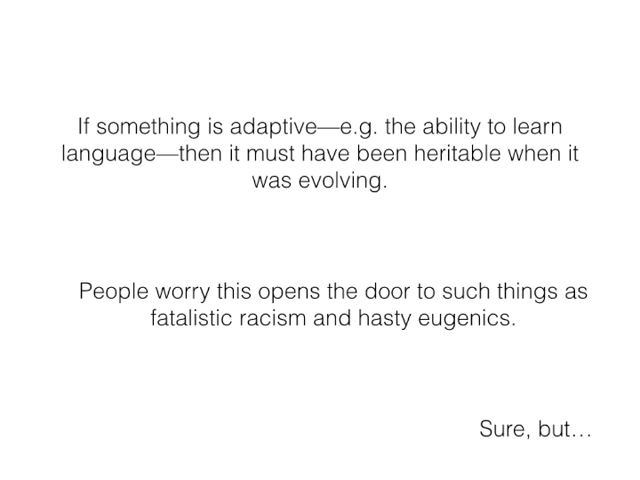 If something is adaptive—e.g. the ability to learn
language—then it must have been heritable when it
was evolving.
People worry this opens the door to such things as
fatalistic racism and hasty eugenics.
Sure, but…